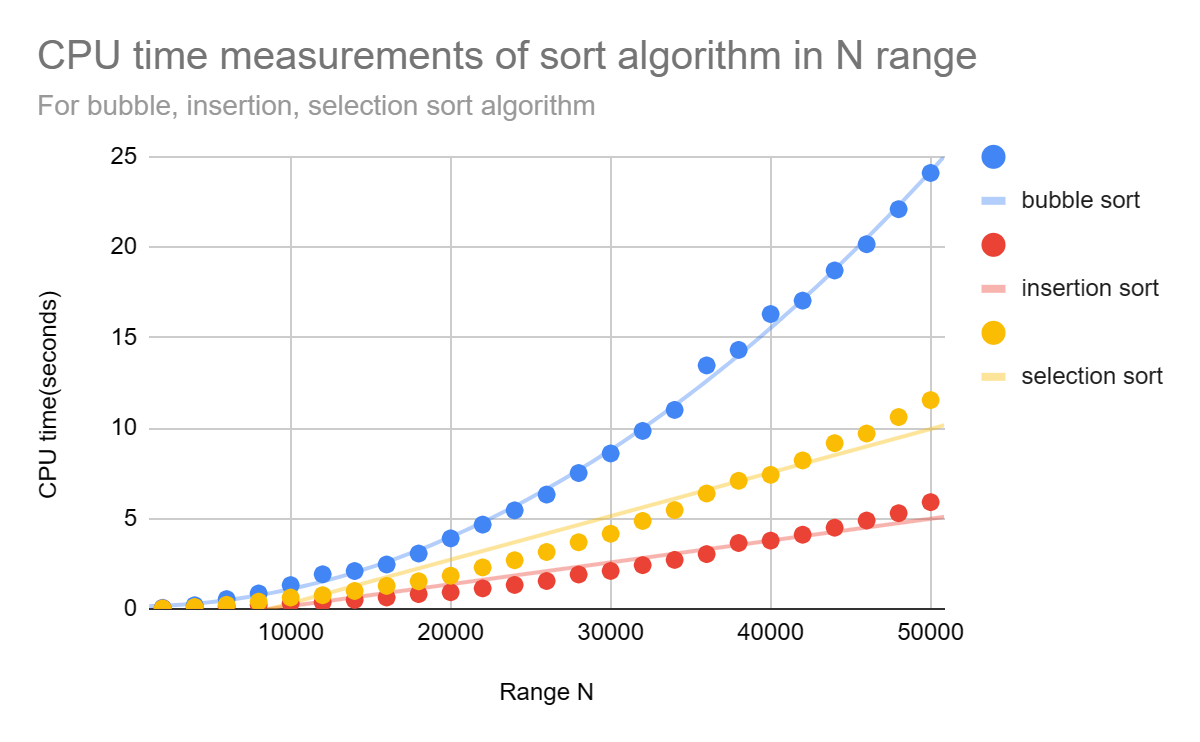 CPU time measurements of sort algorithm in N range
For bubble, insertion, selection sort algorithm
25
20
15
10
5
0
CPU time(seconds)
10000 20000 30000 40000 50000
Range N
bubble sort
insertion sort
selection sort